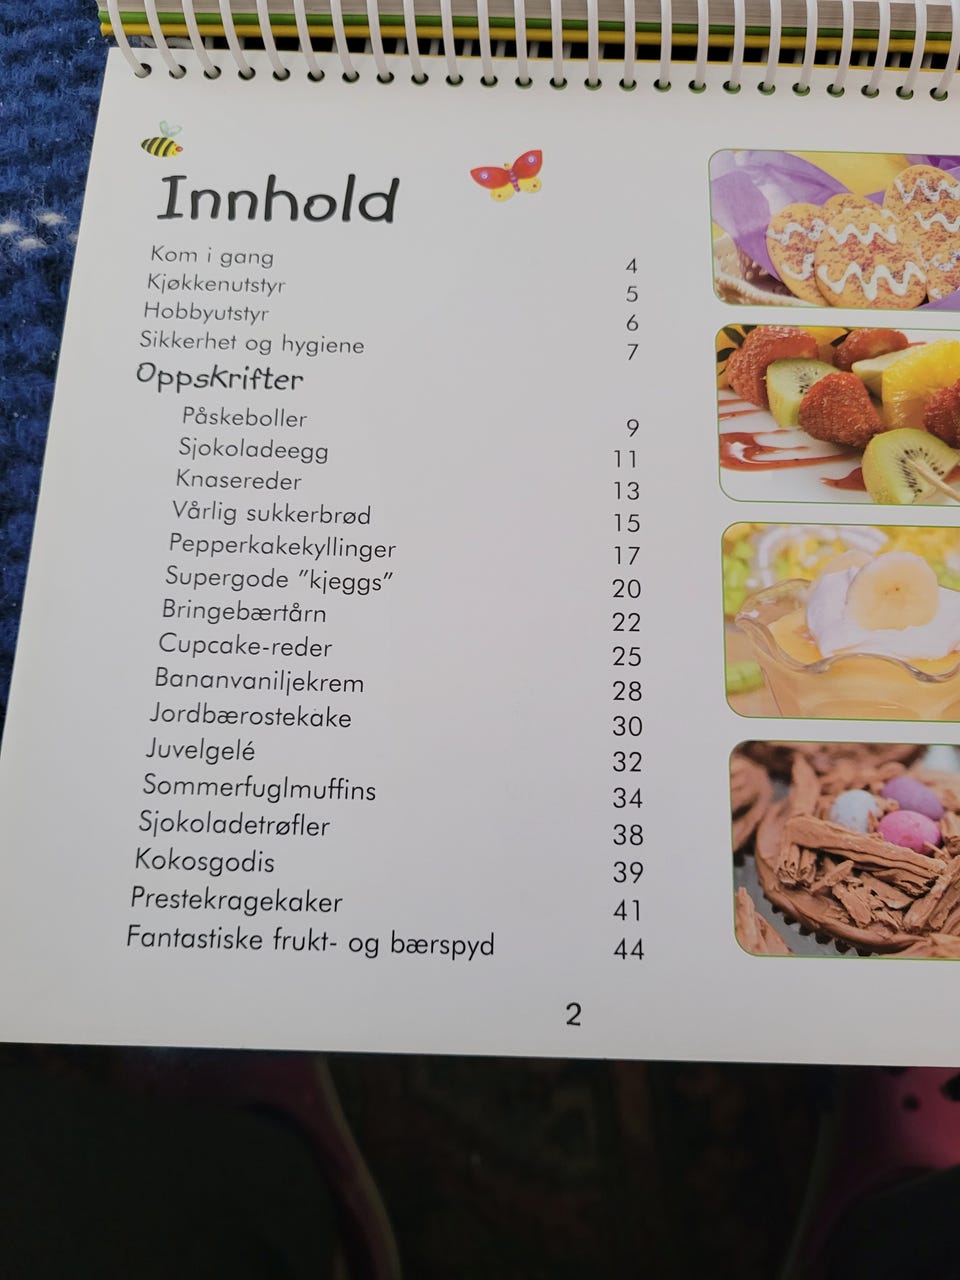 Innhold
Kom i gang 4
Kjøkkenutstyr 5
Hobbyutstyr 6
Sikkerhet og hygiene 7
Oppskrifter
Påskeboller 9
Sjokoladeegg 11
Knasereder 13
Vårlig sukkerbrød 15
Pepperkakekyllinger 17
Supergode "kjeggs" 20
Bringebærtårn 22
Cupcake-reder 25
Bananvaniljekrem 28
Jordbærostekake 30
Juvelgelé 32
Sommerfuglmuffins 34
Sjokoladetrøfler 38
Kokosgodis 39
Prestekragekaker 41
Fantastiske frukt- og bærspyd 44
2